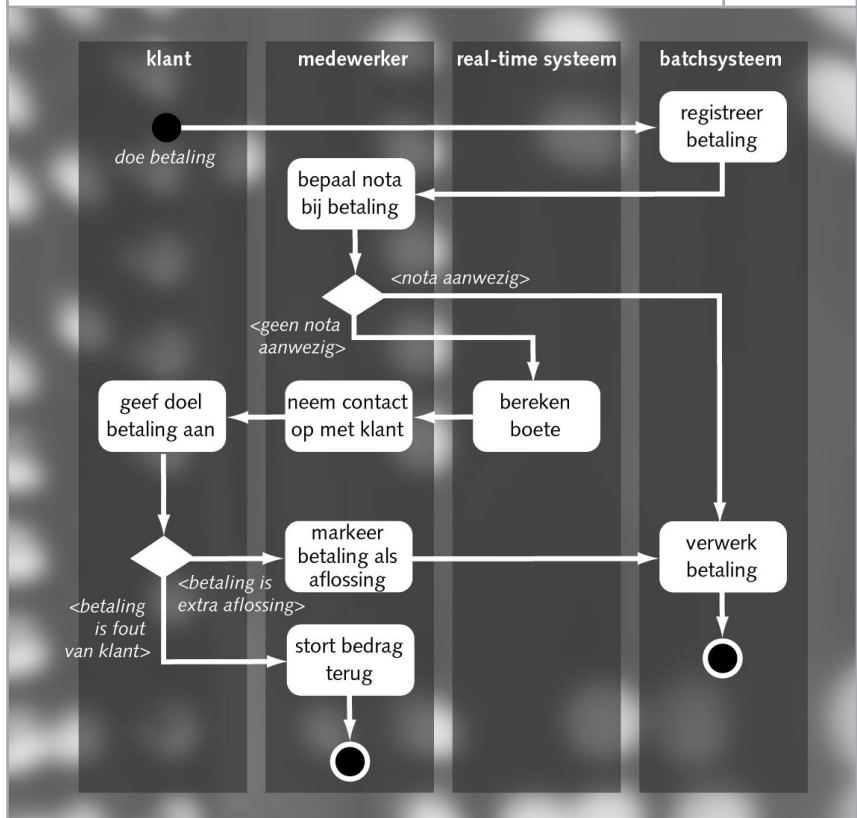 klant
medewerker
real-time systeem
batchsysteem
doe betaling
registreer
betaling
bepaal nota
bij betaling
<nota aanwezig>
<geen nota
aanwezig>
geef doel
betaling aan
neem contact
op met klant
bereken
boete
markeer
betaling als
aflossing
verwerk
betaling
<betaling is
extra aflossing>
<betaling
is fout
van klant>
stort bedrag
terug